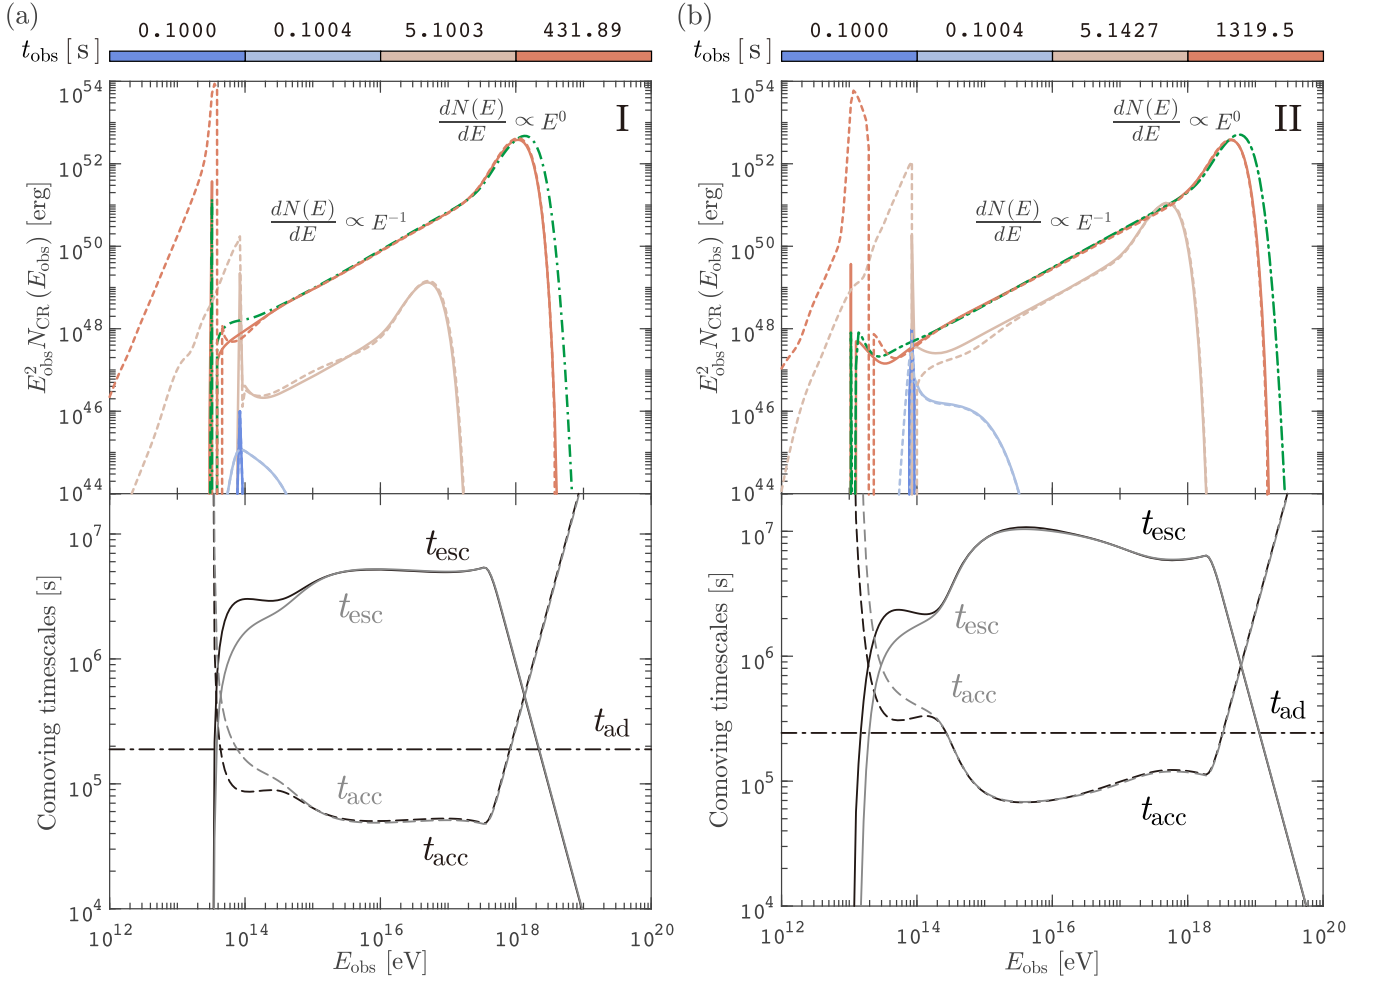 (a)
t_obs [ s ] 0.1000 0.1004 5.1003 431.89
10^54
10^52
10^50
10^48
10^46
10^44
E^2_obs N_CR (E_obs) [erg]
dN(E)/dE ∝ E^0
I
dN(E)/dE ∝ E^−1
10^7
10^6
10^5
10^4
Comoving timescales [s]
t_esc
t_esc
t_ad
t_acc
t_acc
10^12 10^14 10^16 10^18 10^20
E_obs [eV]
(b)
t_obs [ s ] 0.1000 0.1004 5.1427 1319.5
10^54
10^52
10^50
10^48
10^46
10^44
E^2_obs N_CR (E_obs) [erg]
dN(E)/dE ∝ E^0
II
dN(E)/dE ∝ E^−1
10^7
10^6
10^5
10^4
Comoving timescales [s]
t_esc
t_esc
t_acc
t_ad
t_acc
10^12 10^14 10^16 10^18 10^20
E_obs [eV]